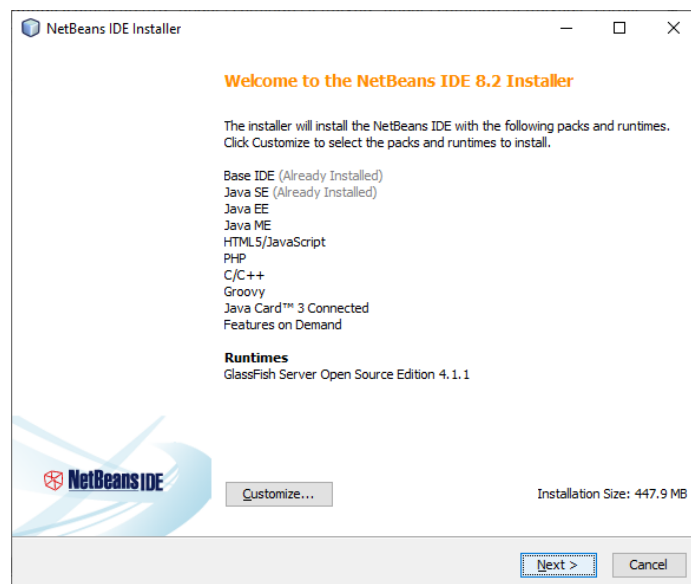 NetBeans IDE Installer
Welcome to the NetBeans IDE 8.2 Installer
The installer will install the NetBeans IDE with the following packs and runtimes.
Click Customize to select the packs and runtimes to install.
Base IDE (Already Installed)
Java SE (Already Installed)
Java EE
Java ME
HTML5/JavaScript
PHP
C/C++
Groovy
Java Card™ 3 Connected
Features on Demand
Runtimes
GlassFish Server Open Source Edition 4.1.1
NetBeans IDE
Customize...
Installation Size: 447.9 MB
Next >
Cancel